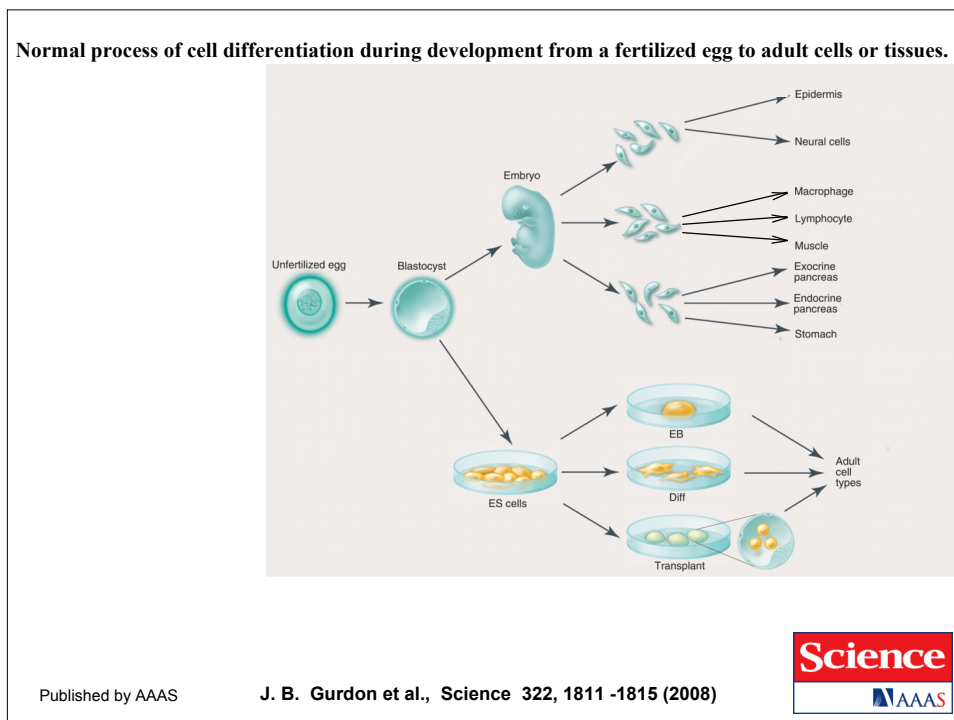 Normal process of cell differentiation during development from a fertilized egg to adult cells or tissues.
Epidermis
Neural cells
Embryo
Macrophage
Lymphocyte
Muscle
Unfertilized egg
Blastocyst
Exocrine
pancreas
Endocrine
pancreas
Stomach
EB
ES cells
Diff
Adult
cell
types
Transplant
Published by AAAS
J. B. Gurdon et al., Science 322, 1811 -1815 (2008)
Science
AAAS